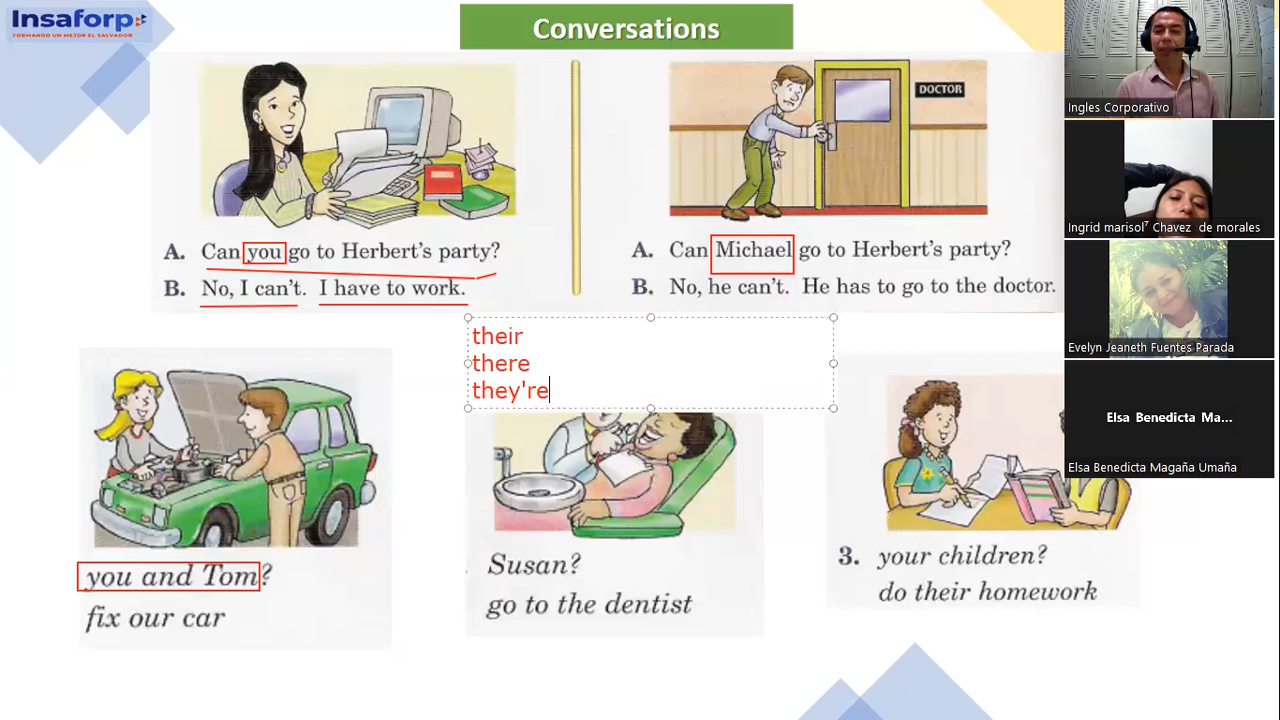 Insaforp
FORMANDO UN MEJOR EL SALVADOR
Conversations
DOCTOR
A. Can you go to Herbert's party?
B. No, I can't. I have to work.
A. Can Michael go to Herbert's party?
B. No, he can't. He has to go to the doctor.
their
there
they're
you and Tom?
fix our car
Susan?
go to the dentist
3. your children?
do their homework
Ingles Corporativo
Ingrid marisol⁷ Chavez de morales
Evelyn Jeaneth Fuentes Parada
Elsa Benedicta Ma...
Elsa Benedicta Magaña Umaña